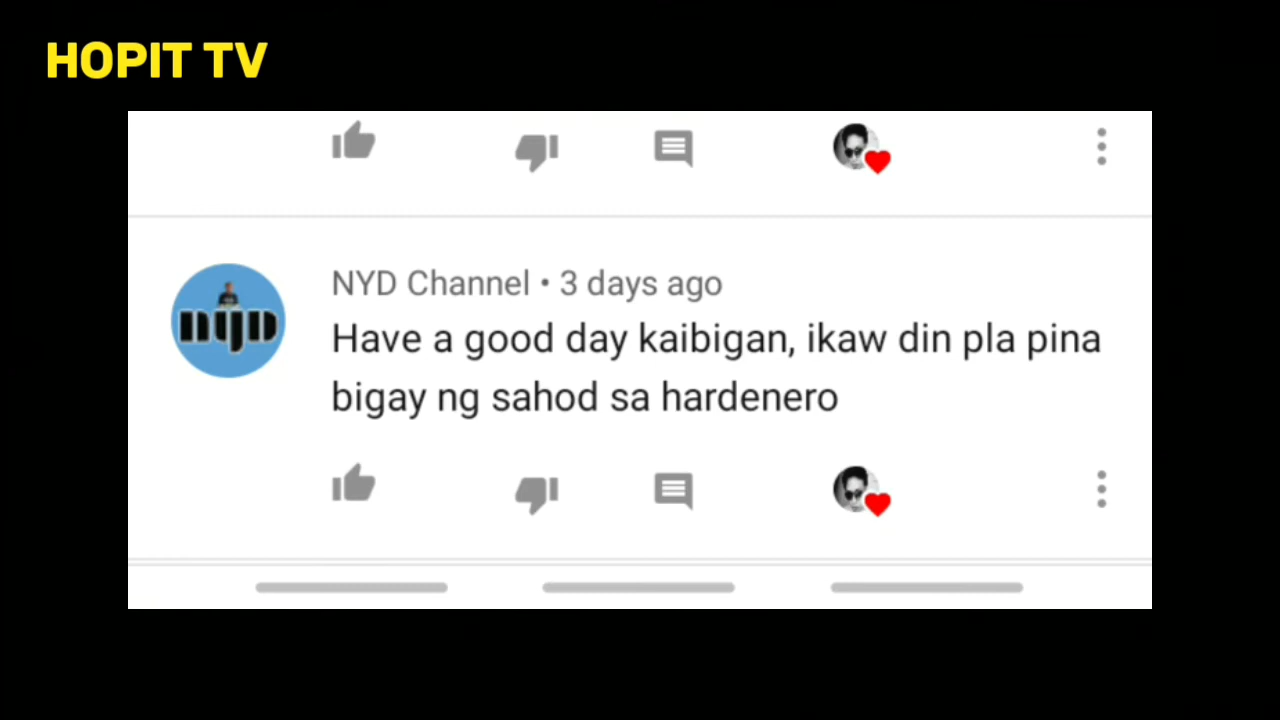 HOPIT TV
NYD Channel • 3 days ago
nyD
Have a good day kaibigan, ikaw din pla pina
bigay ng sahod sa hardenero